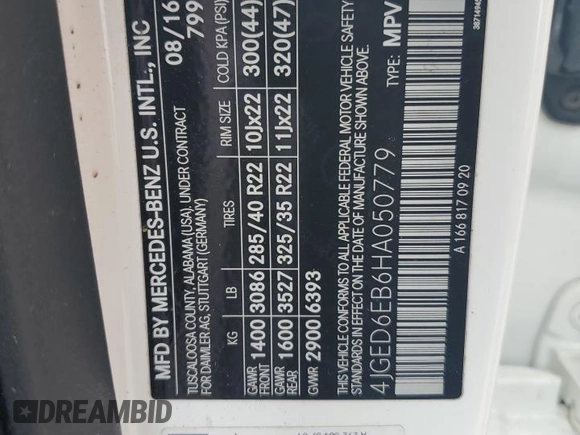 MFD BY MERCEDES-BENZ U.S. INTL., INC
08/16
TUSCALOOSA COUNTY, ALABAMA (USA), UNDER CONTRACT
FOR DAIMLER AG, STUTTGART (GERMANY)
799
KG LB TIRES RIM SIZE COLD KPA (PSI)
GAWR FRONT 1400 3086 285/40 R22 10Jx22 300(44)
GAWR REAR 1600 3527 325/35 R22 11Jx22 320(47)
GVWR 2900 6393
THIS VEHICLE CONFORMS TO ALL APPLICABLE FEDERAL MOTOR VEHICLE SAFETY
STANDARDS IN EFFECT ON THE DATE OF MANUFACTURE SHOWN ABOVE.
4JGED6EB6HA050779 TYPE: MPV
A 166 817 09 20
AUTOBIDCAR